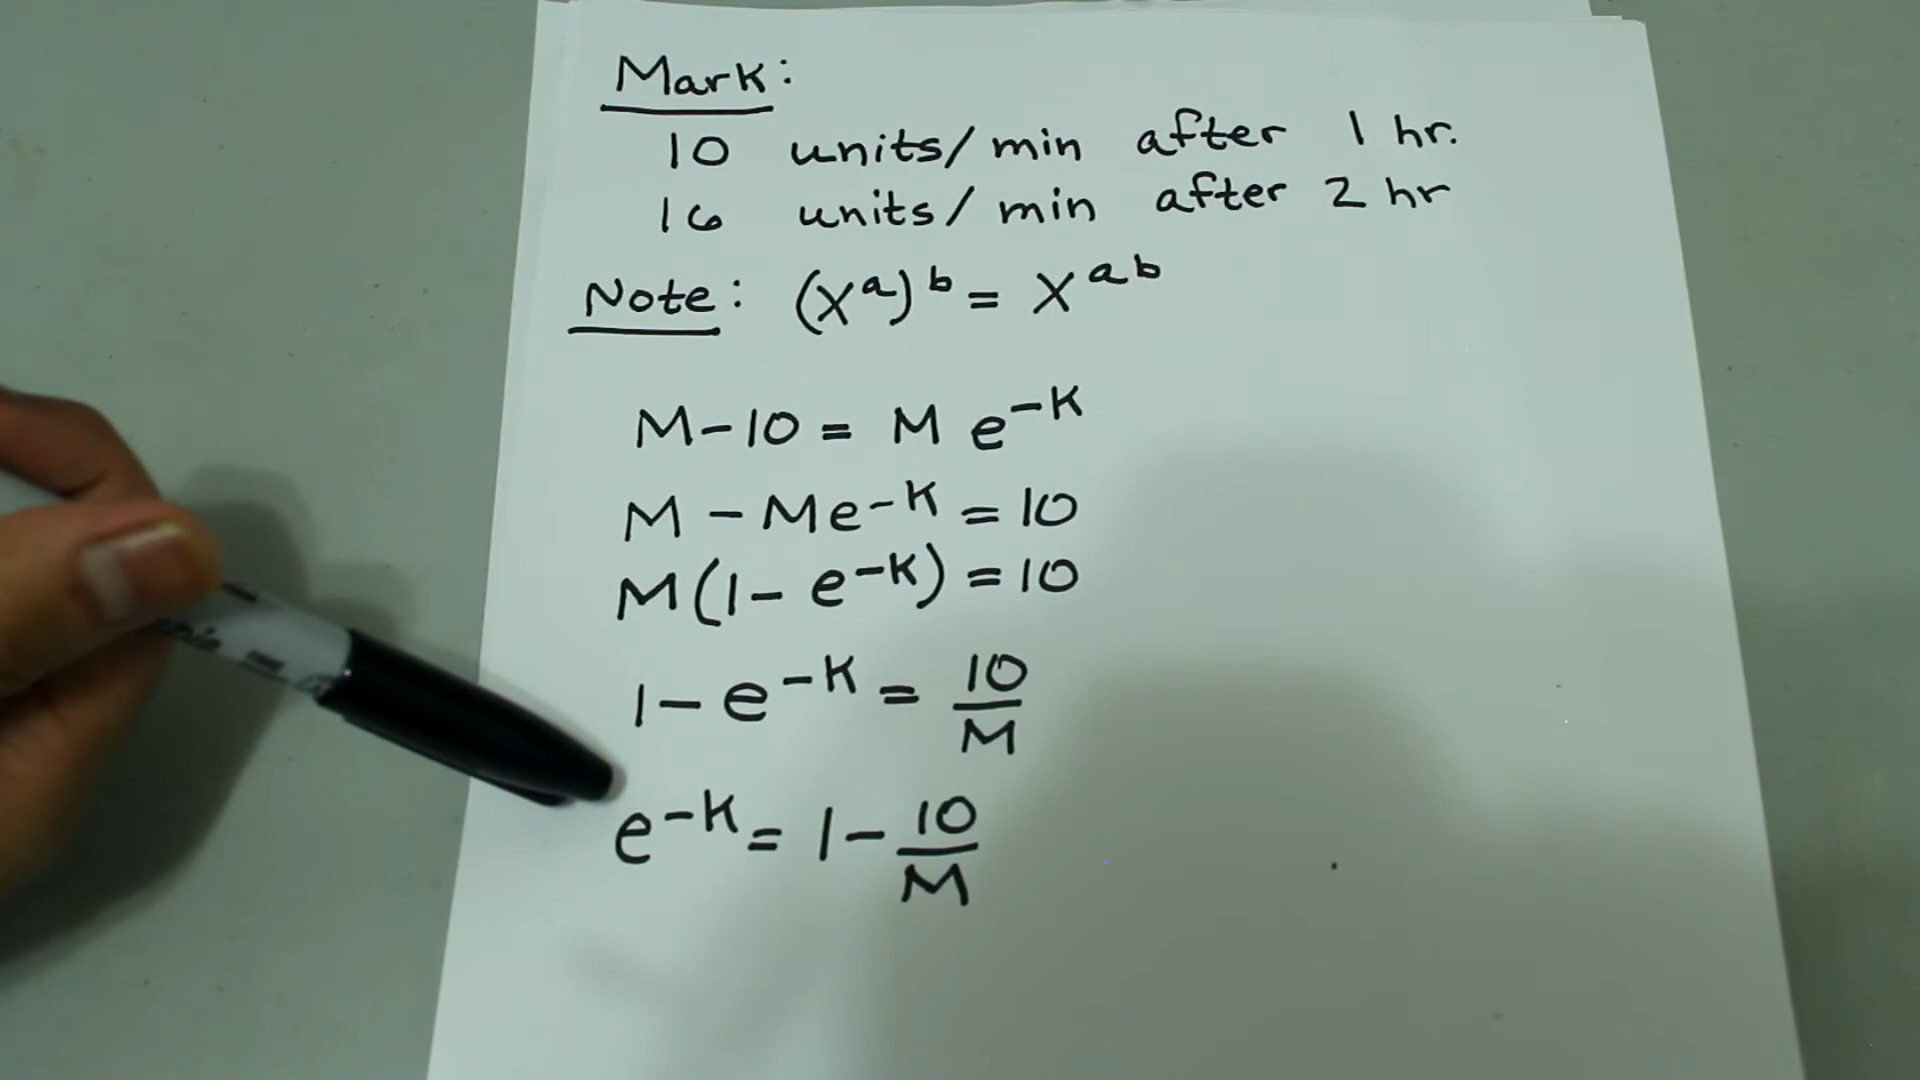 Mark:
10 units/min after 1 hr.
16 units/min after 2 hr
Note: (x^a)^b = x^ab
M-10 = M e^-K
M - Me^-K = 10
M(1- e^-K) = 10
1- e^-K = 10/M
e^-K = 1- 10/M